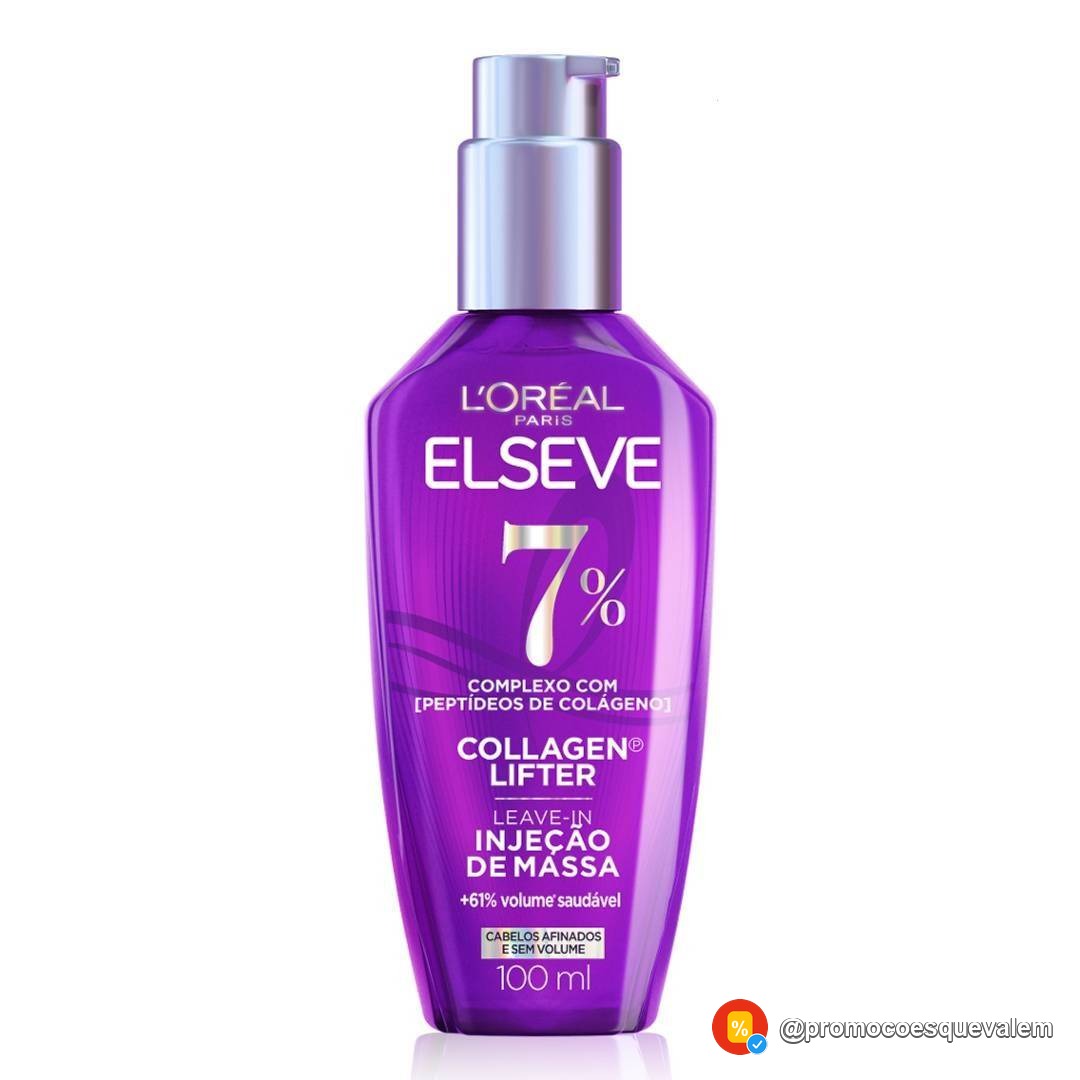 L'ORÉAL
PARIS
ELSEVE
7%
COMPLEXO COM
[PEPTÍDEOS DE COLÁGENO]
COLLAGEN℗
LIFTER
LEAVE-IN
INJEÇÃO
DE MASSA
+61% volume* saudável
CABELOS AFINADOS
E SEM VOLUME
100 ml
%
@promocoesquevalem